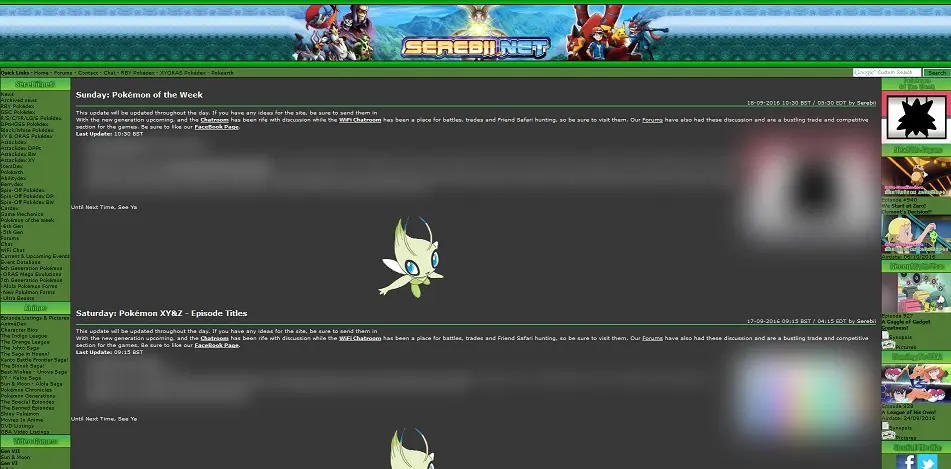 SEREBII.NET
Quick Links - Home - Forums - Contact - Chat - RBY Pokédex - XYORAS Pokédex - Pokearth
Google Custom Search
Search
Serebii.net
News
Archived news
RBY Pokédex
GSC Pokédex
R/S/C/FR/LG/E Pokédex
DPGKGSS Pokédex
Black/White Pokédex
XY & ORAS Pokédex
Attackdex
Attackdex DPPt
Attackdex BW
Attackdex XY
ItemDex
Pokéarth
Abilitydex
Berrydex
Spin-Off Pokédex
Spin-Off Pokédex DP
Spin-Off Pokédex BW
Cardex
Game Mechanics
Pokémon of the Week
-6th Gen
-5th Gen
Forums
Chat
WiFi Chat
Current & Upcoming Events
Event Database
6th Generation Pokémon
-ORAS Mega Evolutions
7th Generation Pokémon
-Alola Pokémon Forms
-New Pokémon Forms
-Ultra Beasts
Anime
Episode Listings & Pictures
AnimeDex
Character Bios
The Indigo League
The Orange League
The Johto Saga
The Saga in Hoenn!
Kanto Battle Frontier Saga!
The Sinnoh Saga!
Best Wishes - Unova Saga
XY - Kalos Saga
Sun & Moon - Alola Saga
Pokémon Chronicles
Pokémon Generations
The Special Episodes
The Banned Episodes
Shiny Pokémon
Movies In Anime
DVD Listings
GBA Video Listings
Video Games
Gen VII
Sun & Moon
Gen VI
Sunday: Pokémon of the Week
18-09-2016 10:30 BST / 05:30 EDT by Serebii
This update will be updated throughout the day. If you have any ideas for the site, be sure to send them in
With the new generation upcoming, and the Chatroom has been rife with discussion while the WiFi Chatroom has been a place for battles, trades and Friend Safari hunting, so be sure to visit them. Our Forums have also had these discussion and are a bustling trade and competitive
section for the games. Be sure to like our FaceBook Page.
Last Update: 10:30 BST
Until Next Time, See Ya
Saturday: Pokémon XY&Z - Episode Titles
17-09-2016 09:15 BST / 04:15 EDT by Serebii
This update will be updated throughout the day. If you have any ideas for the site, be sure to send them in
With the new generation upcoming, and the Chatroom has been rife with discussion while the WiFi Chatroom has been a place for battles, trades and Friend Safari hunting, so be sure to visit them. Our Forums have also had these discussion and are a bustling trade and competitive
section for the games. Be sure to like our FaceBook Page.
Last Update: 09:15 BST
Until Next Time, See Ya
Pokémon
of the Week
Episode #940
We Start at Zero!
Clement's Decision!!
Airdate: 06/10/2016
Episode 927
A Gaggle of Gadget
Greatness!
Synopsis
Pictures
Episode 928
A League of His Own!
Airdate: 24/09/2016
Synopsis
Pictures
Social Media